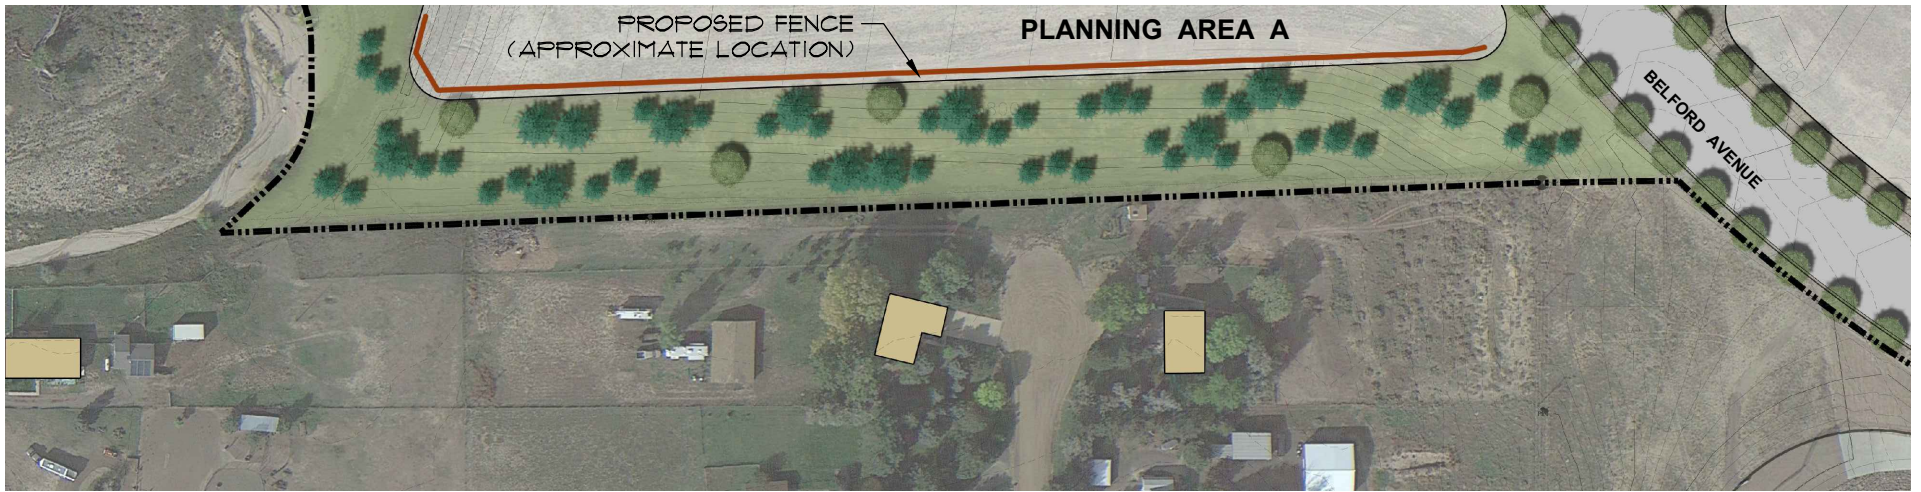 PROPOSED FENCE
(APPROXIMATE LOCATION)
PLANNING AREA A
BELFORD AVENUE